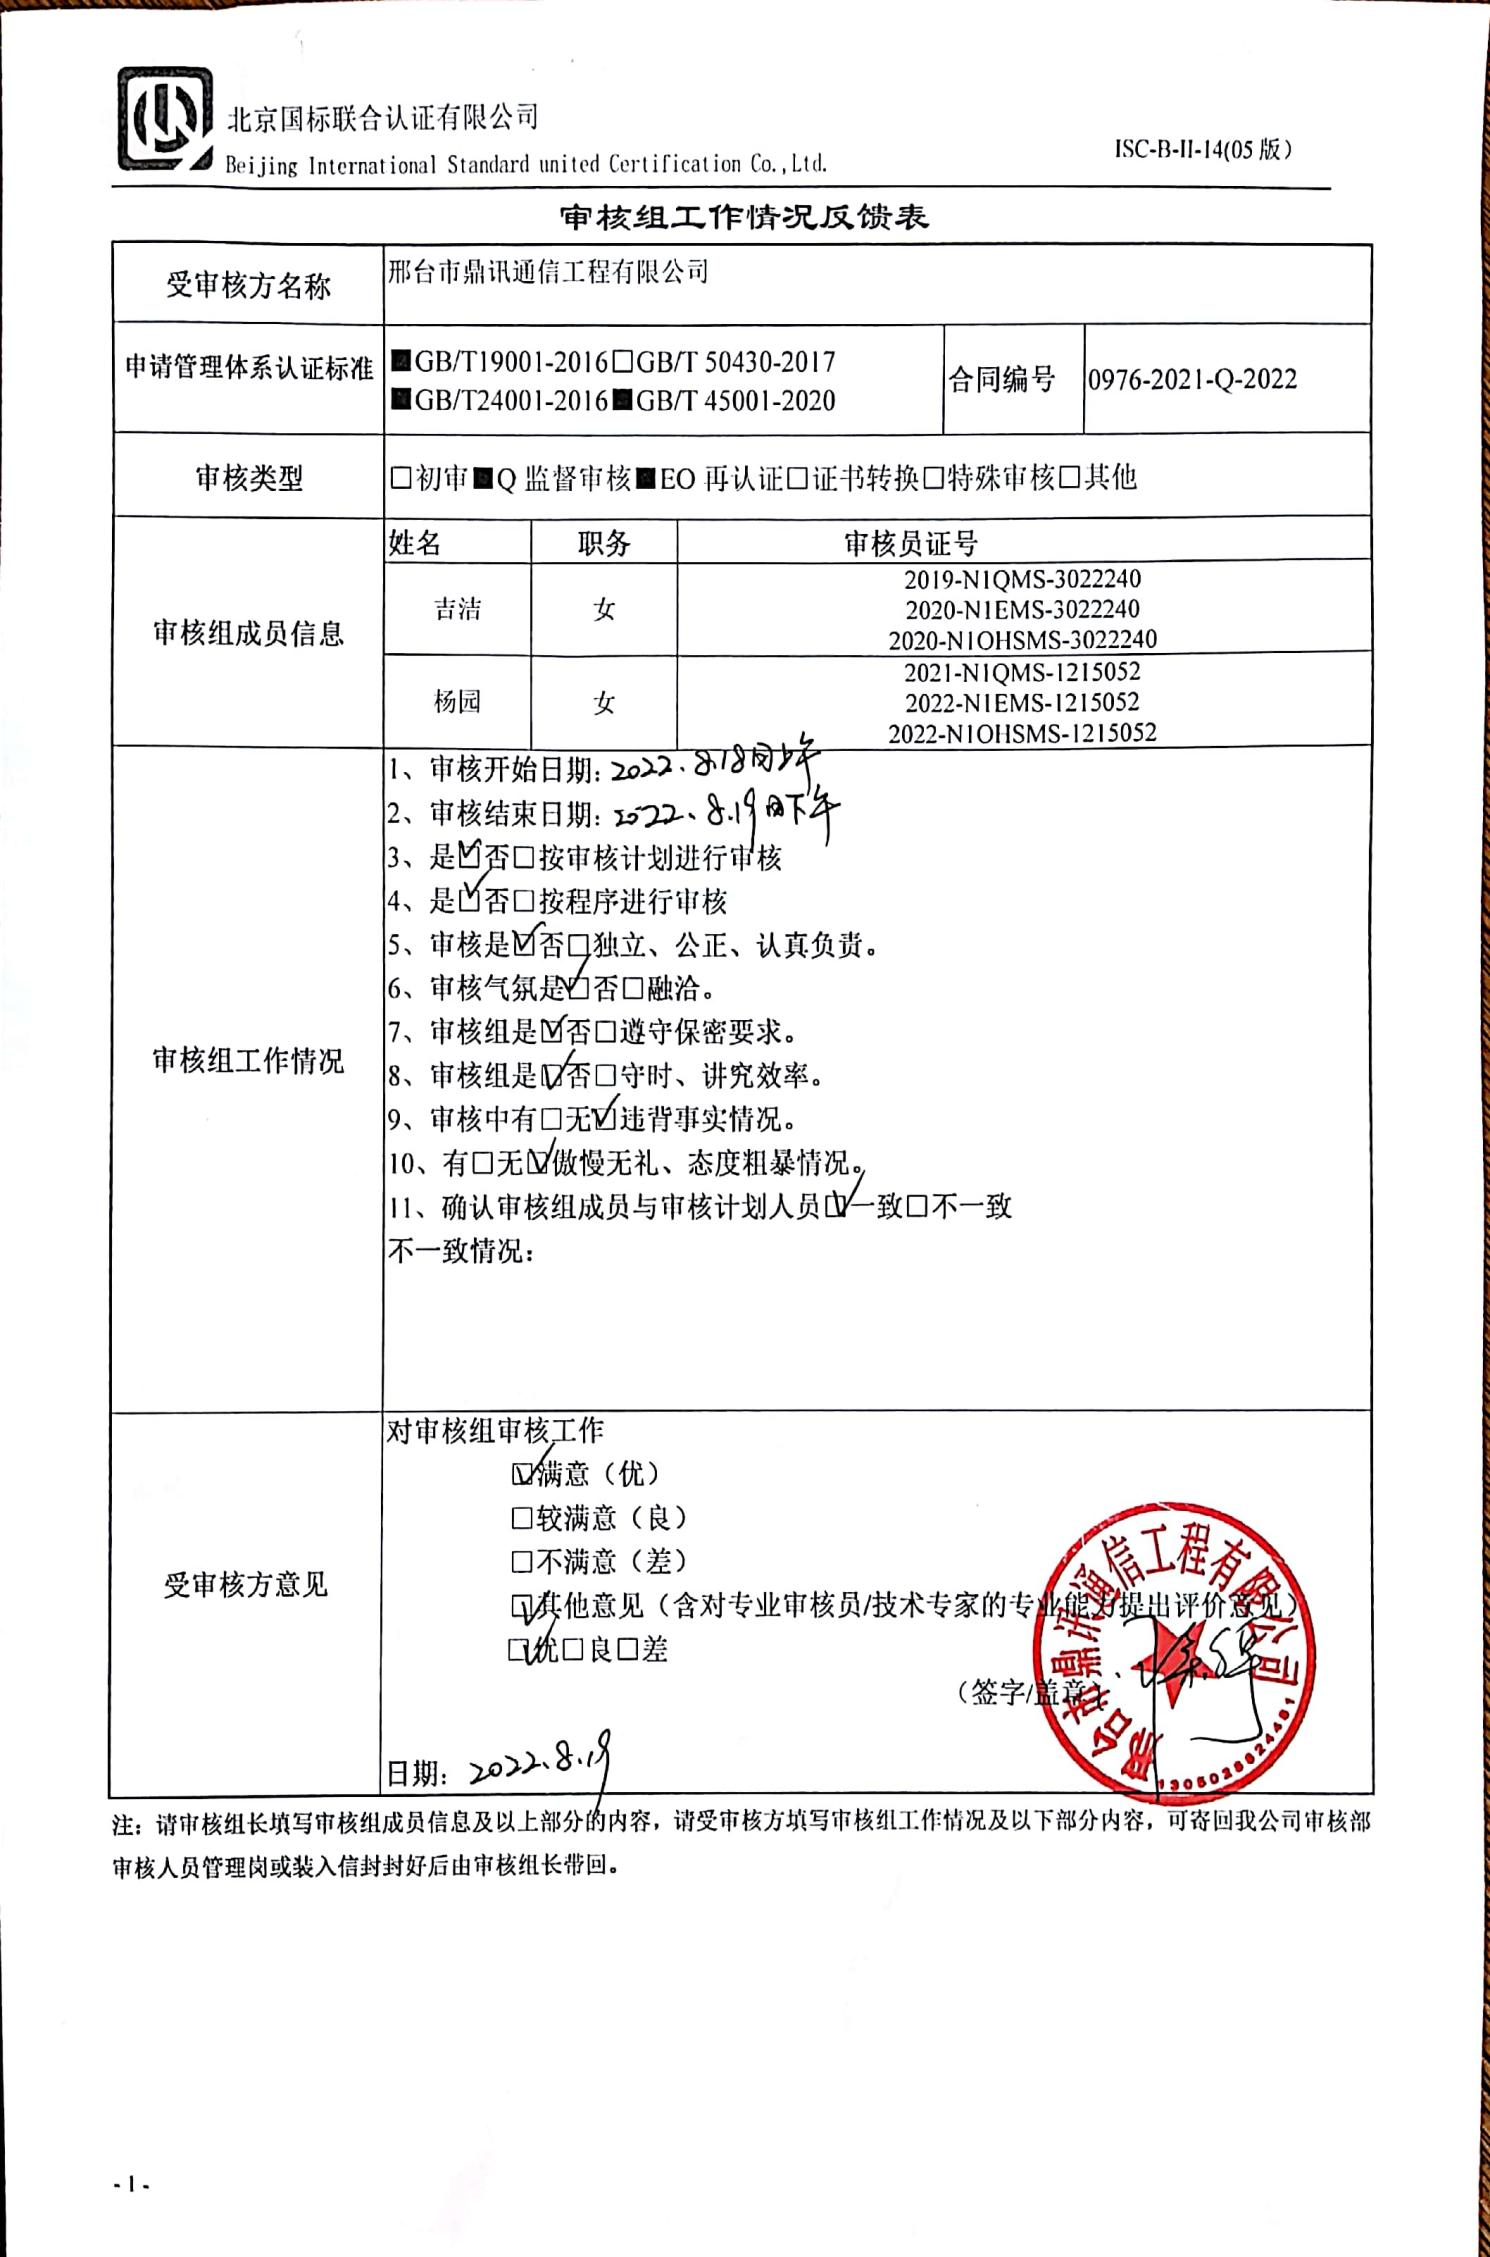 北京国标联合认证有限公司
Beijing International Standard united Certification Co.,Ltd.
ISC-B-II-14(05版)
审核组工作情况反馈表
受审核方名称
邢台市鼎讯通信工程有限公司
申请管理体系认证标准
■GB/T19001-2016□GB/T 50430-2017
■GB/T24001-2016■GB/T 45001-2020
合同编号
0976-2021-Q-2022
审核类型
□初审■Q 监督审核■EO 再认证□证书转换□特殊审核□其他
审核组成员信息
姓名 职务 审核员证号
吉洁 女
2019-N1QMS-3022240
2020-N1EMS-3022240
2020-N1OHSMS-3022240
杨园 女
2021-N1QMS-1215052
2022-N1EMS-1215052
2022-N1OHSMS-1215052
审核组工作情况
1、审核开始日期：2022.8.18日上午
2、审核结束日期：2022.8.19日下午
3、是☑否□按审核计划进行审核
4、是☑否□按程序进行审核
5、审核是☑否□独立、公正、认真负责。
6、审核气氛是☑否□融洽。
7、审核组是☑否□遵守保密要求。
8、审核组是☑否□守时、讲究效率。
9、审核中有□无☑违背事实情况。
10、有□无☑傲慢无礼、态度粗暴情况。
11、确认审核组成员与审核计划人员☑一致□不一致
不一致情况：
受审核方意见
对审核组审核工作
☑满意（优）
□较满意（良）
□不满意（差）
☑其他意见（含对专业审核员/技术专家的专业能力提出评价意见）
☑优□良□差
（签字/盖章）
邢台市鼎讯通信工程有限公司
日期：2022.8.19
注：请审核组长填写审核组成员信息及以上部分的内容，请受审核方填写审核组工作情况及以下部分内容，可寄回我公司审核部
审核人员管理岗或装入信封封好后由审核组长带回。
- 1 -